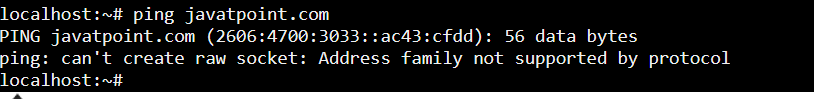 localhost:~# ping javatpoint.com
PING javatpoint.com (2606:4700:3033::ac43:cfdd): 56 data bytes
ping: can't create raw socket: Address family not supported by protocol
localhost:~#